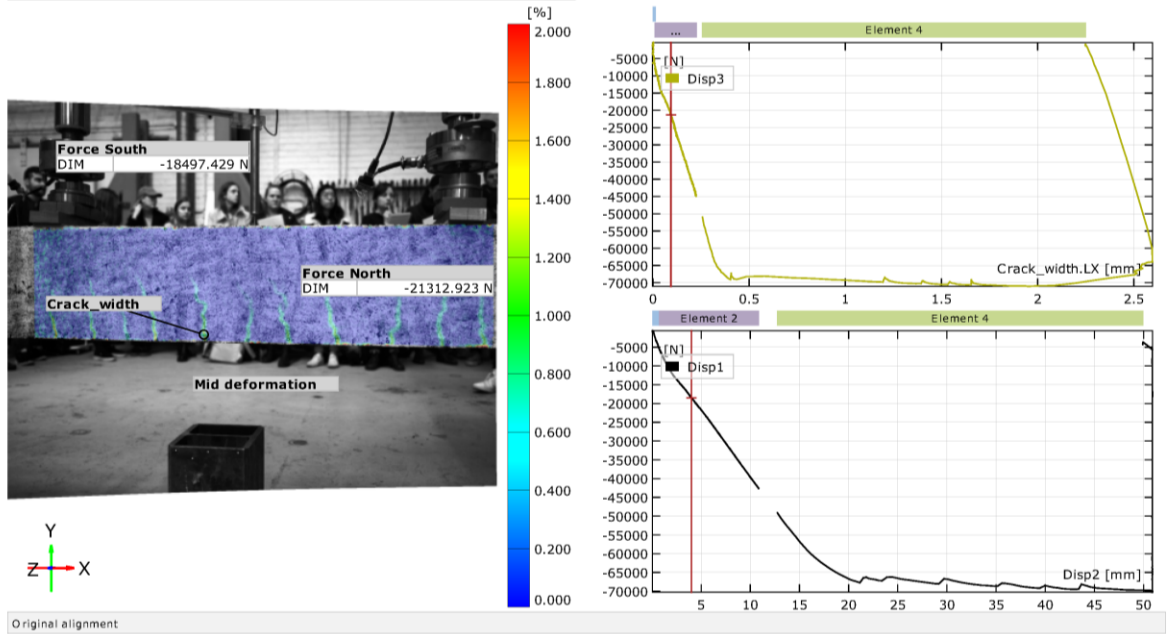 [%]
2.000
1.800
1.600
1.400
1.200
1.000
0.800
0.600
0.400
0.200
0.000
Force South
DIM -18497.429 N
Force North
DIM -21312.923 N
Crack_width
Mid deformation
Y
Z X
... Element 4
[N]
Disp3
-5000
-10000
-15000
-20000
-25000
-30000
-35000
-40000
-45000
-50000
-55000
-60000
-65000
-70000
Crack_width.LX [mm]
0 0.5 1 1.5 2 2.5
Element 2 Element 4
[N]
Disp1
-5000
-10000
-15000
-20000
-25000
-30000
-35000
-40000
-45000
-50000
-55000
-60000
-65000
-70000
Disp2 [mm]
5 10 15 20 25 30 35 40 45 50
Original alignment